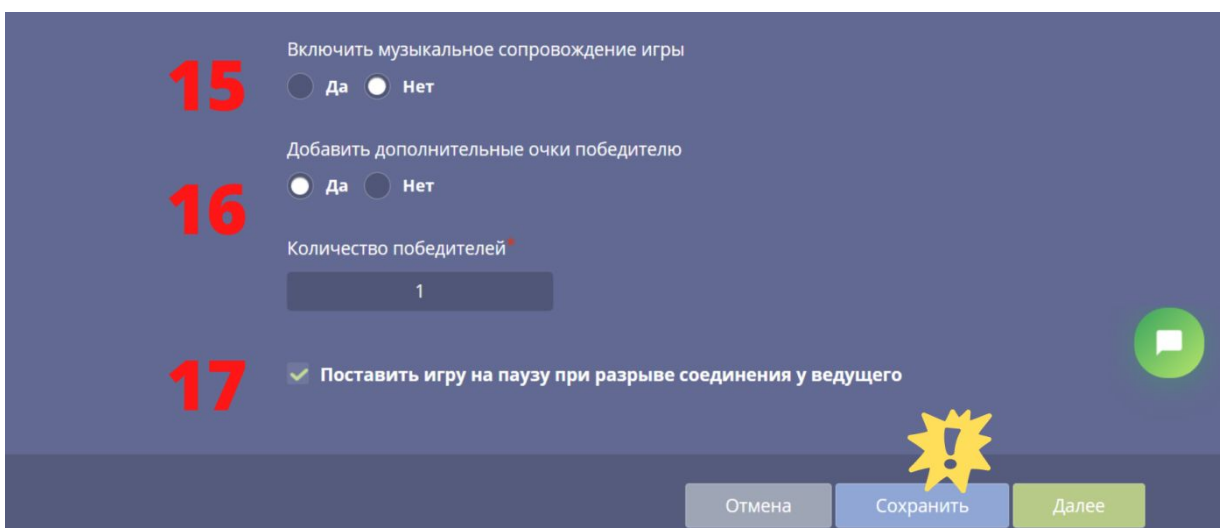 Включить музыкальное сопровождение игры
15
Да Нет
Добавить дополнительные очки победителю
16
Да Нет
Количество победителей*
1
17
Поставить игру на паузу при разрыве соединения у ведущего
!
Отмена Сохранить Далее